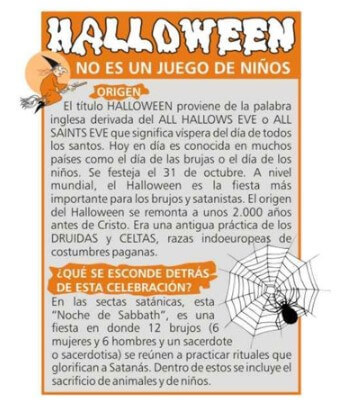 HALLOWEEN
NO ES UN JUEGO DE NIÑOS
ORIGEN
El título HALLOWEEN proviene de la palabra
inglesa derivada del ALL HALLOWS EVE o ALL
SAINTS EVE que significa víspera del día de todos
los santos. Hoy en día es conocida en muchos
países como el día de las brujas o el día de los
niños. Se festeja el 31 de octubre. A nivel
mundial, el Halloween es la fiesta más
importante para los brujos y satanistas. El origen
del Halloween se remonta a unos 2.000 años
antes de Cristo. Era una antigua práctica de los
DRUIDAS y CELTAS, razas indoeuropeas de
costumbres paganas.
¿QUÉ SE ESCONDE DETRÁS
DE ESTA CELEBRACIÓN?
En las sectas satánicas, esta
“Noche de Sabbath”, es una
fiesta en donde 12 brujos (6
mujeres y 6 hombres y un sacerdote
o sacerdotisa) se reúnen a practicar rituales que
glorifican a Satanás. Dentro de estos se incluye el
sacrificio de animales y de niños.